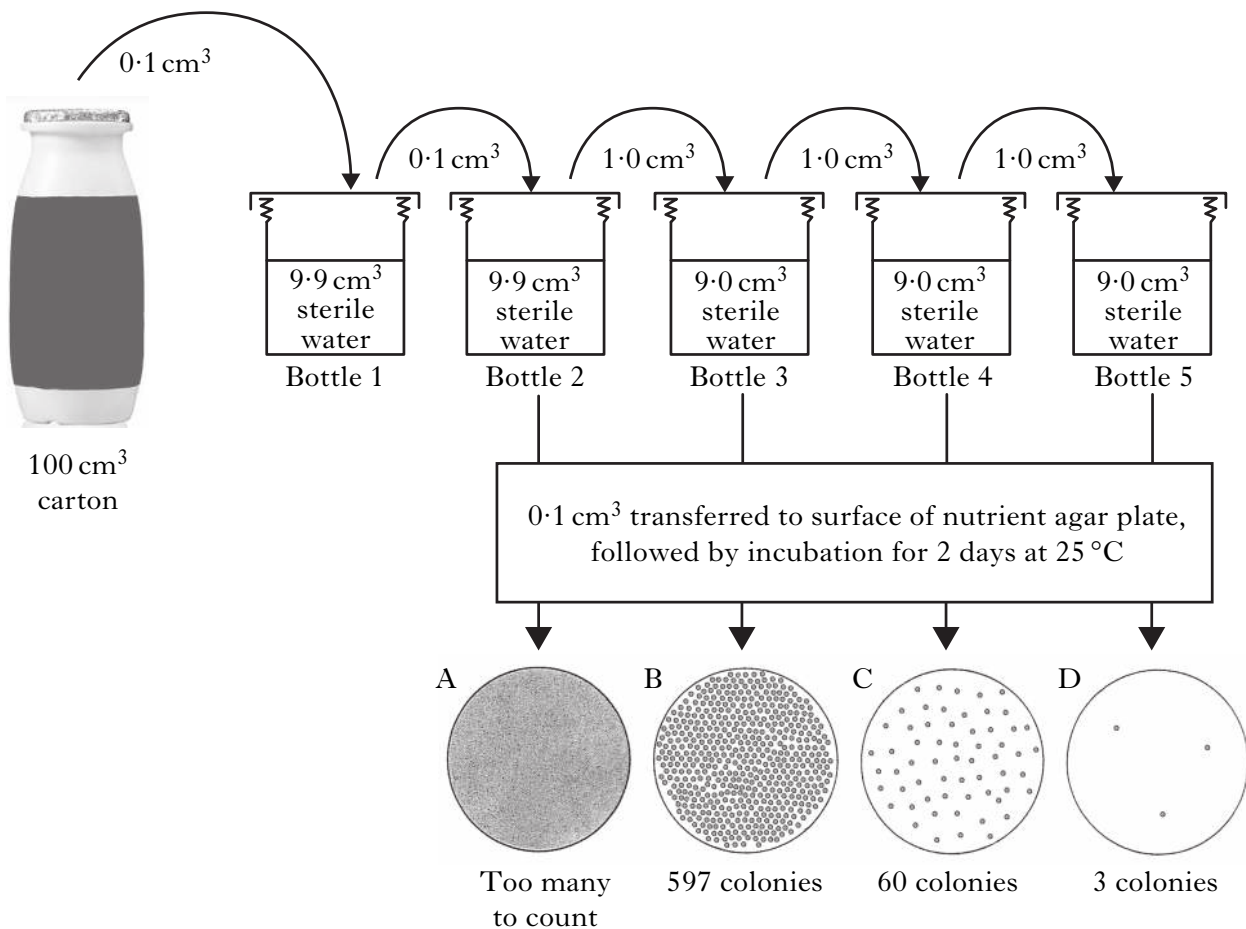 0·1 cm³
0·1 cm³
1·0 cm³
1·0 cm³
1·0 cm³
9·9 cm³
sterile
water
9·9 cm³
sterile
water
9·0 cm³
sterile
water
9·0 cm³
sterile
water
9·0 cm³
sterile
water
Bottle 1
Bottle 2
Bottle 3
Bottle 4
Bottle 5
100 cm³
carton
0·1 cm³ transferred to surface of nutrient agar plate,
followed by incubation for 2 days at 25 °C
A
B
C
D
Too many
to count
597 colonies
60 colonies
3 colonies